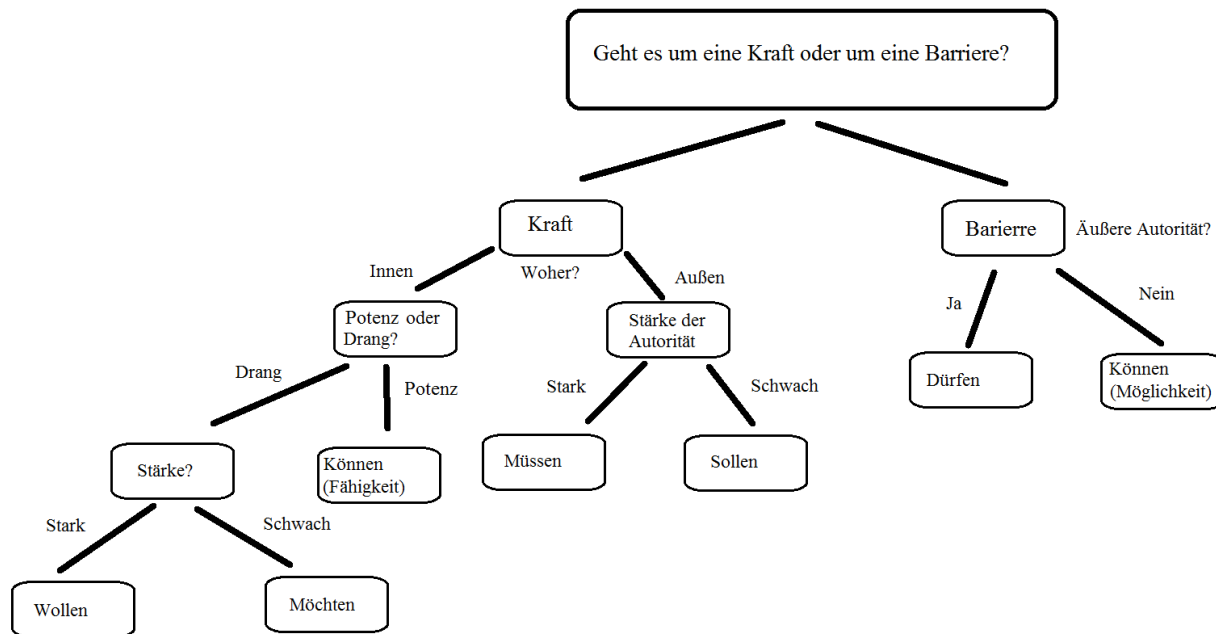 Geht es um eine Kraft oder um eine Barriere?
Kraft
Barierre
Äußere Autorität?
Innen
Woher?
Außen
Ja
Nein
Potenz oder
Drang?
Stärke der
Autorität
Drang
Potenz
Stark
Schwach
Dürfen
Können
(Möglichkeit)
Stärke?
Können
(Fähigkeit)
Müssen
Sollen
Stark
Schwach
Wollen
Möchten